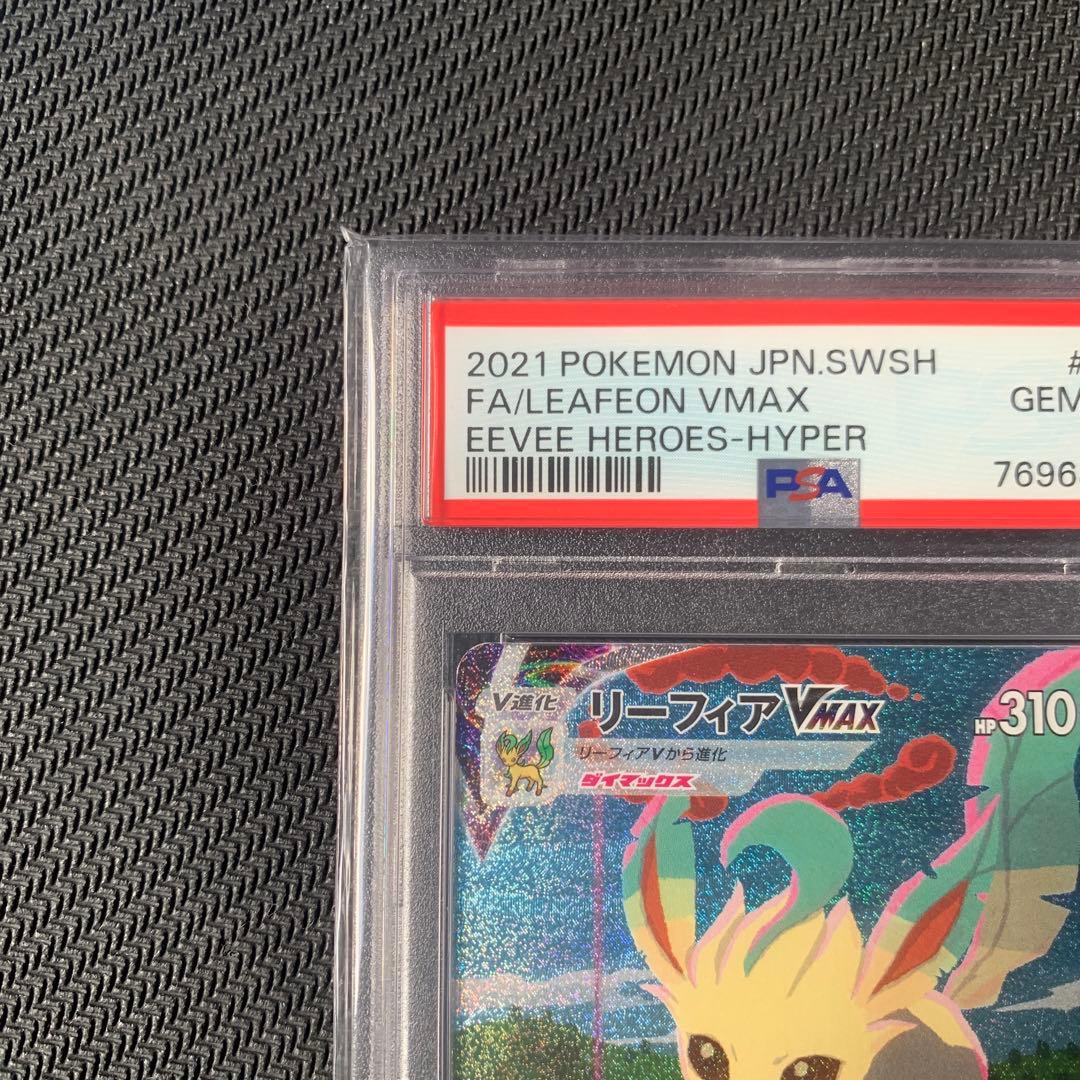 2021 POKEMON JPN.SWSH #
FA/LEAFEON VMAX GEM
EEVEE HEROES-HYPER
PSA 7696
V進化 リーフィアVMAX HP310
リーフィアVから進化
ダイマックス